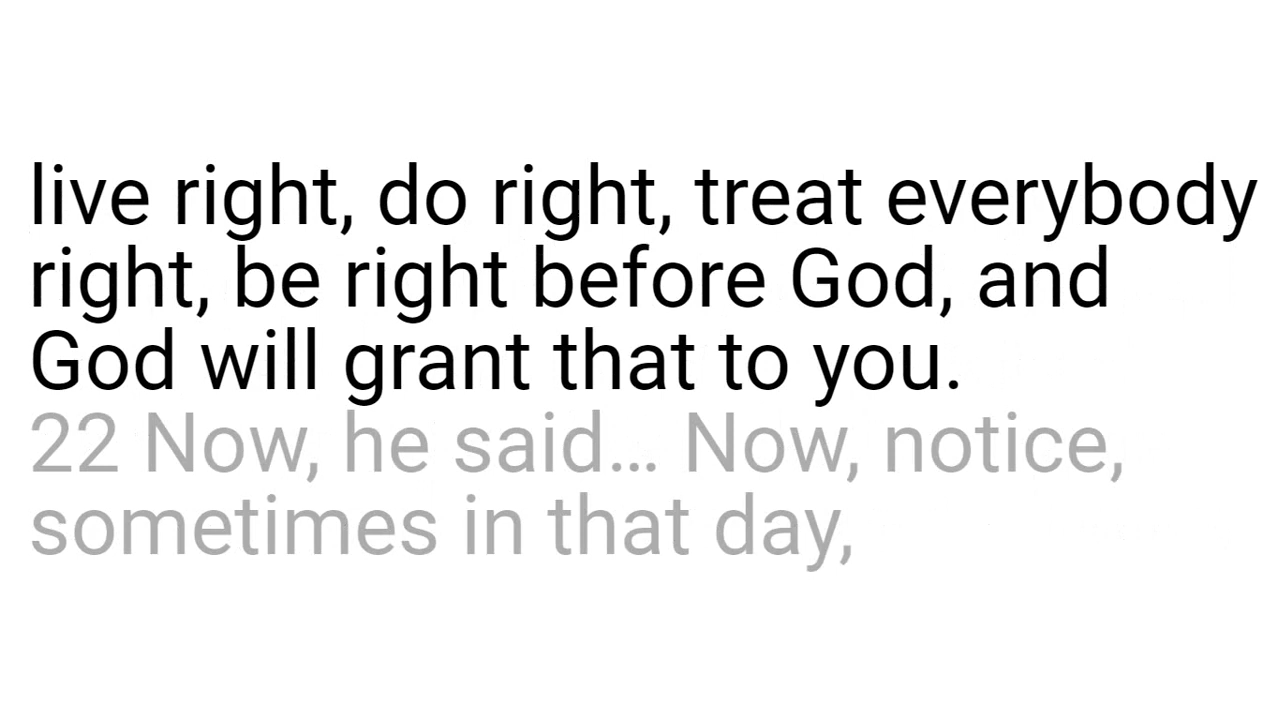 live right, do right, treat everybody
right, be right before God, and
God will grant that to you.
22 Now, he said… Now, notice,
sometimes in that day,